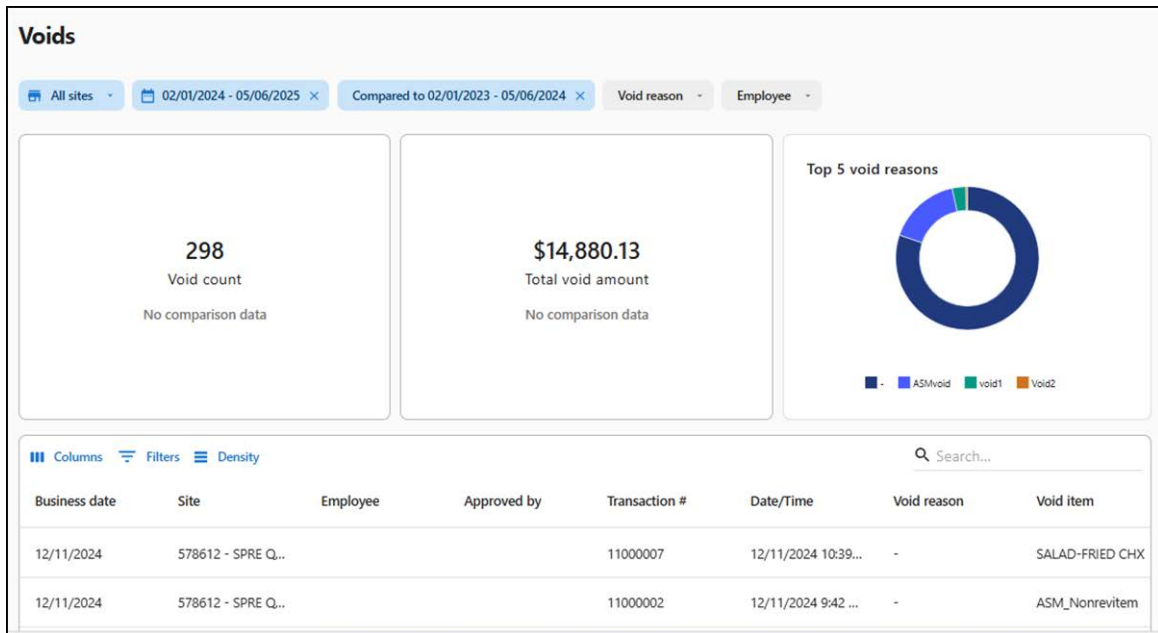 Voids
All sites 02/01/2024 - 05/06/2025 × Compared to 02/01/2023 - 05/06/2024 × Void reason Employee
298
Void count
No comparison data
$14,880.13
Total void amount
No comparison data
Top 5 void reasons
- ASMvoid void1 Void2
Columns Filters Density Search...
Business date Site Employee Approved by Transaction # Date/Time Void reason Void item
12/11/2024 578612 - SPRE Q... 11000007 12/11/2024 10:39... - SALAD-FRIED CHX
12/11/2024 578612 - SPRE Q... 11000002 12/11/2024 9:42 ... - ASM_Nonrevitem